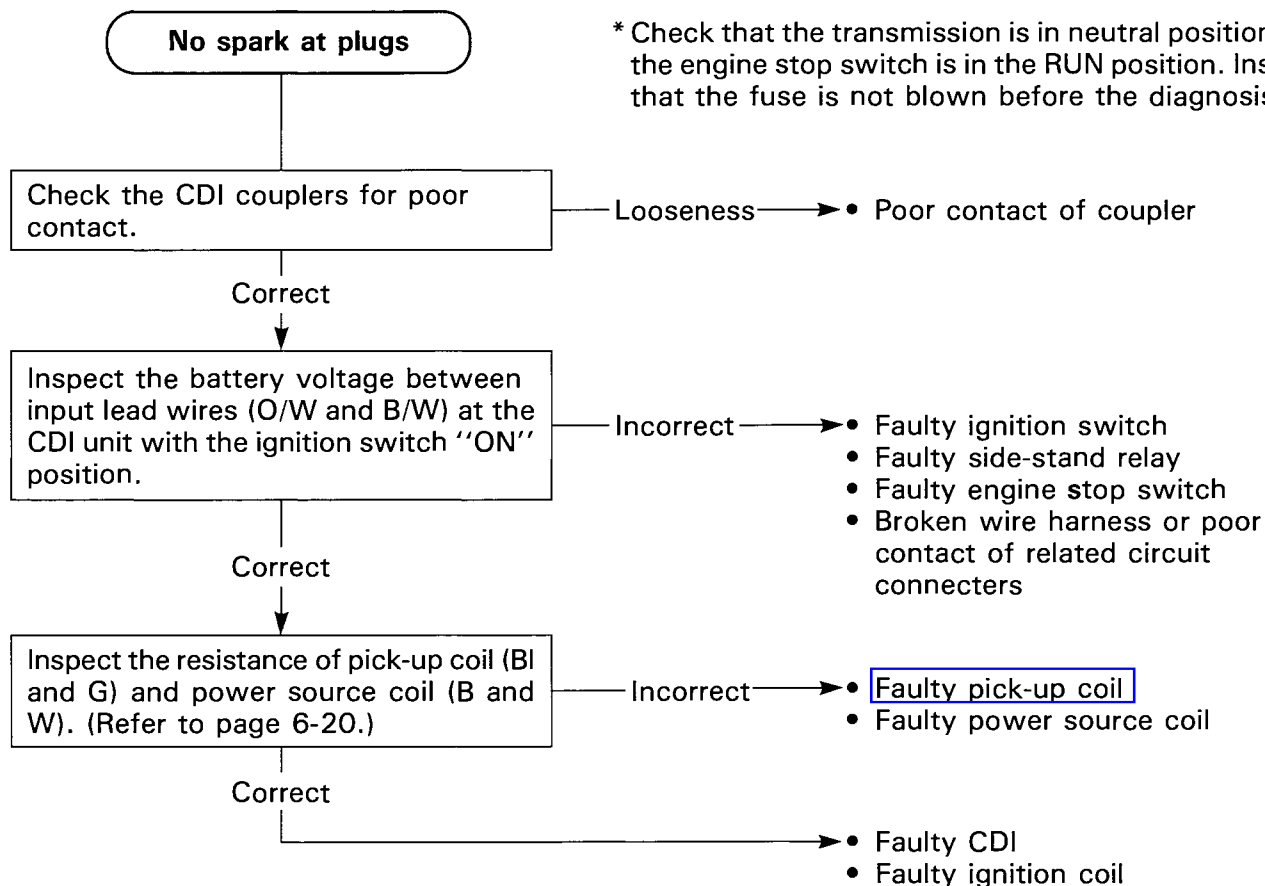 No spark at plugs
* Check that the transmission is in neutral position
the engine stop switch is in the RUN position. Ins
that the fuse is not blown before the diagnosis
Check the CDI couplers for poor
contact.
Looseness
• Poor contact of coupler
Correct
Inspect the battery voltage between
input lead wires (O/W and B/W) at the
CDI unit with the ignition switch "ON"
position.
Incorrect
• Faulty ignition switch
• Faulty side-stand relay
• Faulty engine stop switch
• Broken wire harness or poor
contact of related circuit
connecters
Correct
Inspect the resistance of pick-up coil (Bl
and G) and power source coil (B and
W). (Refer to page 6-20.)
Incorrect
• Faulty pick-up coil
• Faulty power source coil
Correct
• Faulty CDI
• Faulty ignition coil